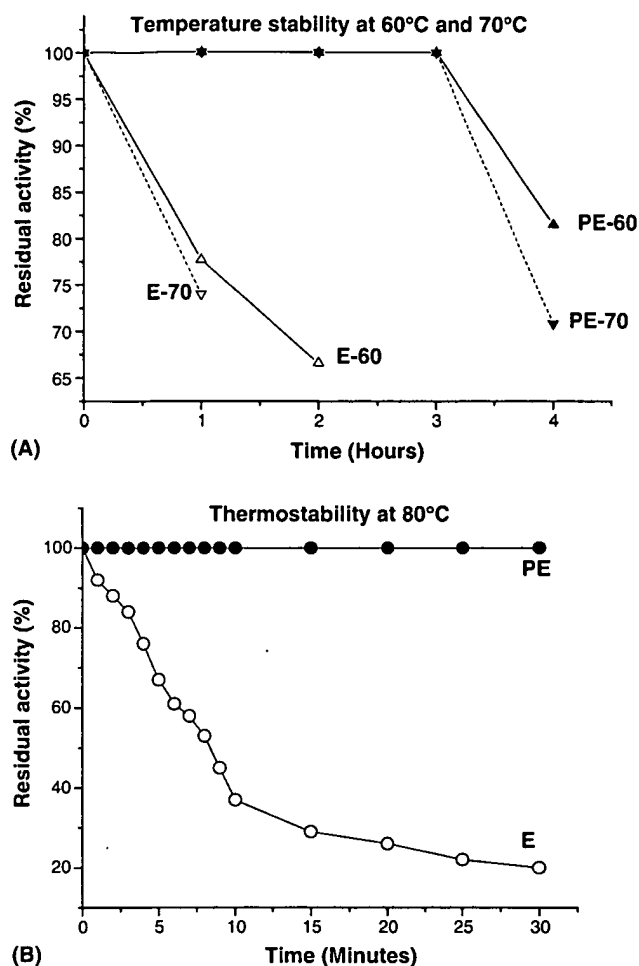 Temperature stability at 60°C and 70°C
100
95
90
85
80
75
70
65
Residual activity (%)
PE-60
PE-70
E-70
E-60
0 1 2 3 4
(A) Time (Hours)
Thermostability at 80°C
100
80
60
40
20
Residual activity (%)
PE
E
0 5 10 15 20 25 30
(B) Time (Minutes)